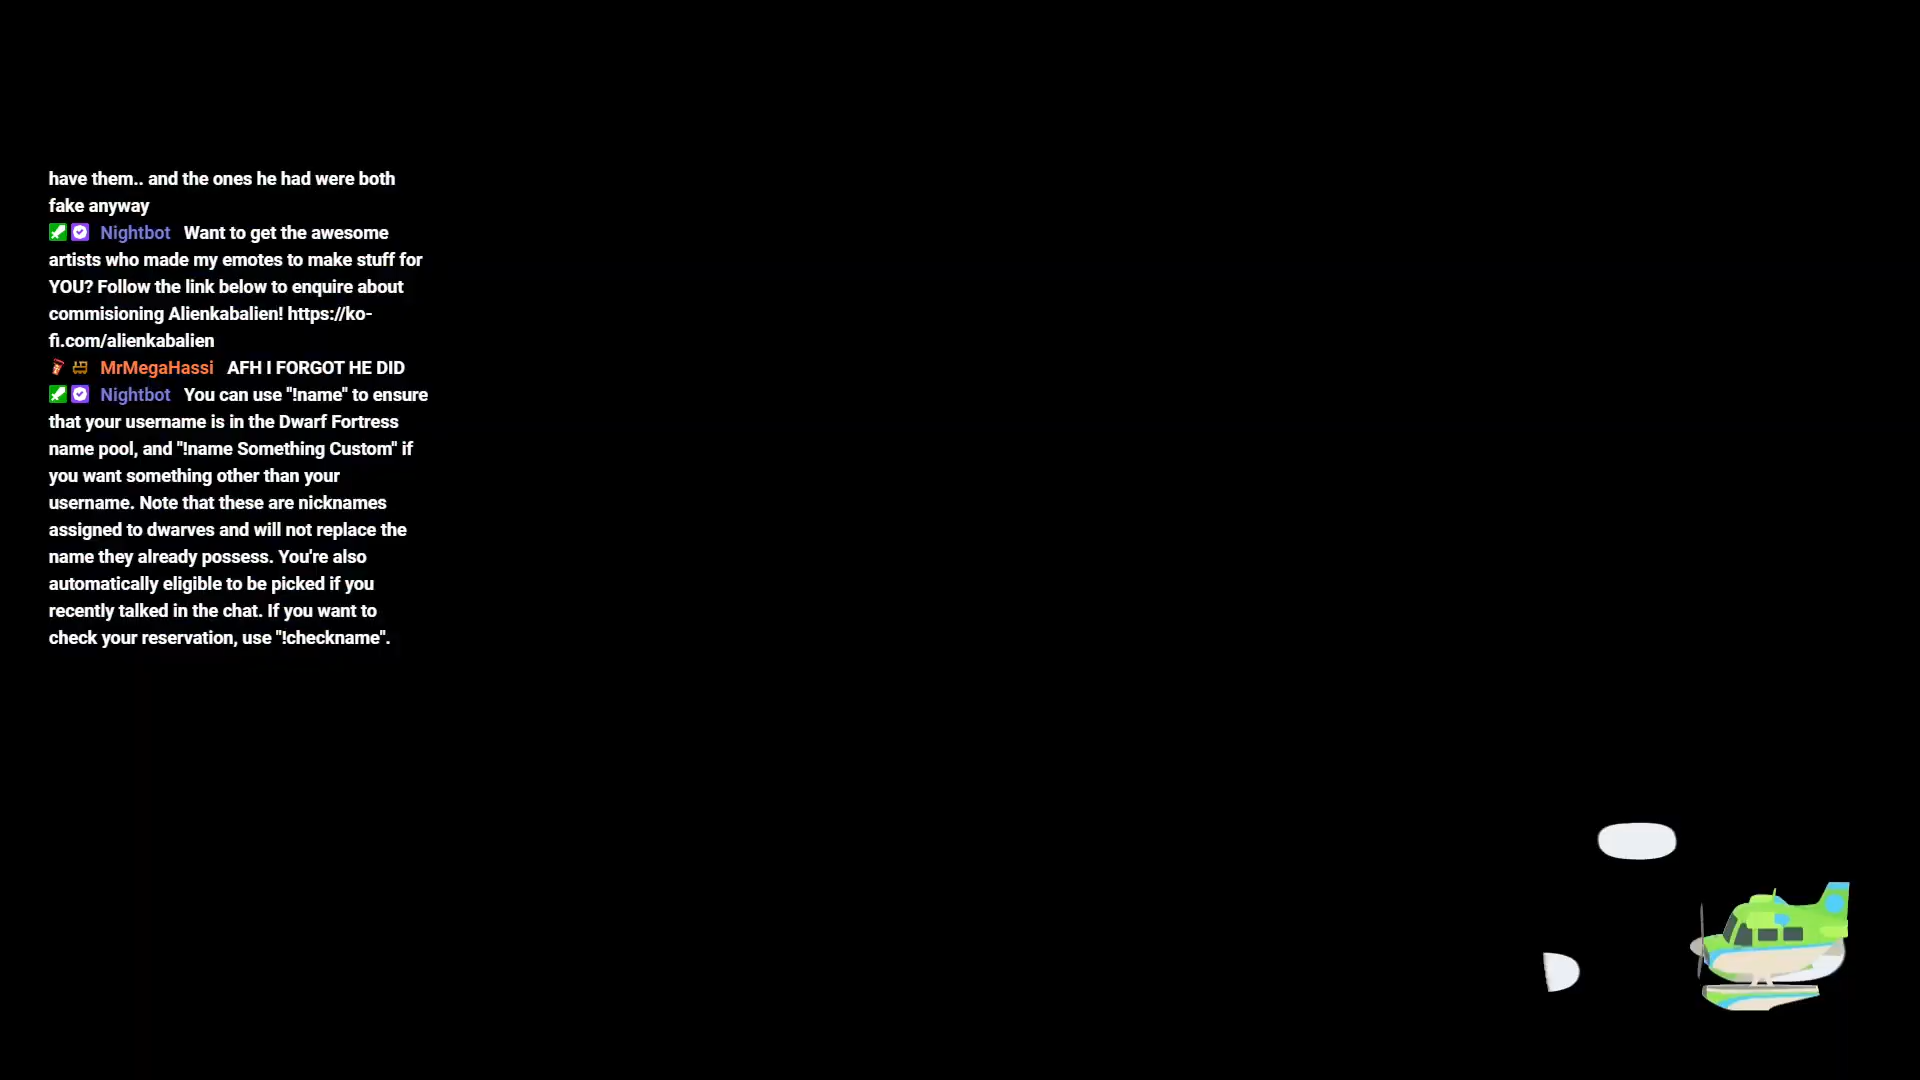 have them.. and the ones he had were both
fake anyway
Nightbot Want to get the awesome
artists who made my emotes to make stuff for
YOU? Follow the link below to enquire about
commisioning Alienkabalien! https://ko-
fi.com/alienkabalien
MrMegaHassi AFH I FORGOT HE DID
Nightbot You can use "!name" to ensure
that your username is in the Dwarf Fortress
name pool, and "!name Something Custom" if
you want something other than your
username. Note that these are nicknames
assigned to dwarves and will not replace the
name they already possess. You're also
automatically eligible to be picked if you
recently talked in the chat. If you want to
check your reservation, use "!checkname".